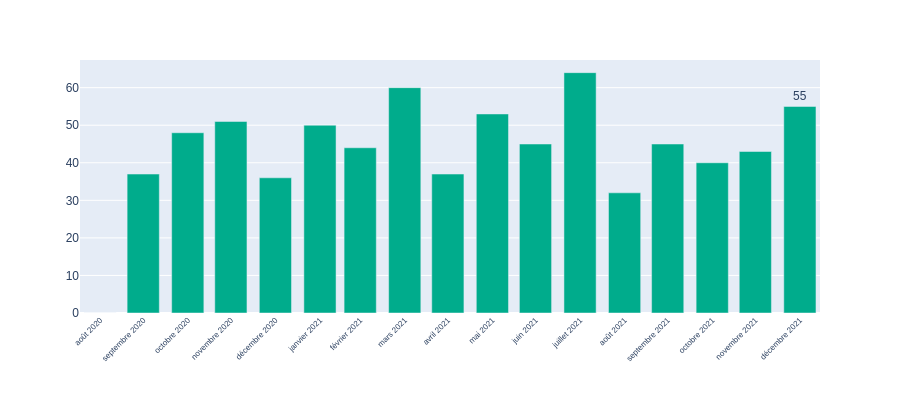 60
50
40
30
20
10
0
55
août 2020
septembre 2020
octobre 2020
novembre 2020
décembre 2020
janvier 2021
février 2021
mars 2021
avril 2021
mai 2021
juin 2021
juillet 2021
août 2021
septembre 2021
octobre 2021
novembre 2021
décembre 2021